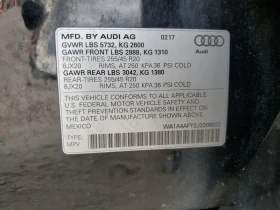 MFD. BY AUDI AG 02 17
GVWR LBS 5732, KG 2600
GAWR FRONT LBS 2888, KG 1310
FRONT-TIRES 255/45 R20
8JX20 RIMS, AT 250 KPA 36 PSI COLD
GAWR REAR LBS 3042, KG 1380
REAR-TIRES 255/45 R20
8JX20 RIMS, AT 250 KPA 36 PSI COLD
THIS VEHICLE CONFORMS TO ALL APPLICABLE
U.S. FEDERAL MOTOR VEHICLE
SAFETY AND THEFT PREVENTION STANDARDS
IN EFFECT ON THE DATE OF
MANUFACTURE SHOWN ABOVE
MEXICO
TYPE:
MPV
Audi